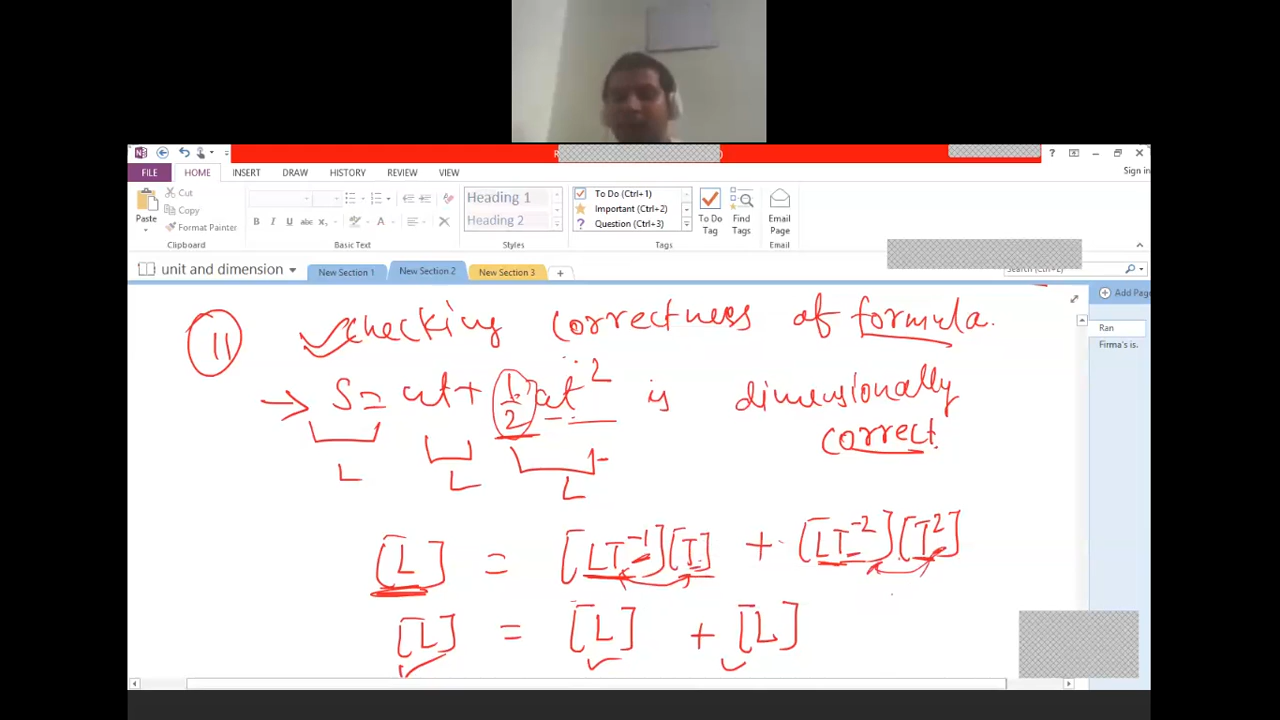 FILE HOME INSERT DRAW HISTORY REVIEW VIEW
Sign in
Paste
Cut
Copy
Format Painter
Clipboard
B I U abc
Basic Text
Heading 1
Heading 2
Styles
To Do (Ctrl+1)
Important (Ctrl+2)
Question (Ctrl+3)
Tags
To Do Tag
Find Tags
Email Page
Email
unit and dimension New Section 1 New Section 2 New Section 3
Add Page
Ran
Firma's is.
11 checking correctness of formula.
→ S = ut + 1/2 at² is dimensionally
correct.
L L L
[L] = [LT⁻¹][T] + [LT⁻²][T²]
[L] = [L] + [L]